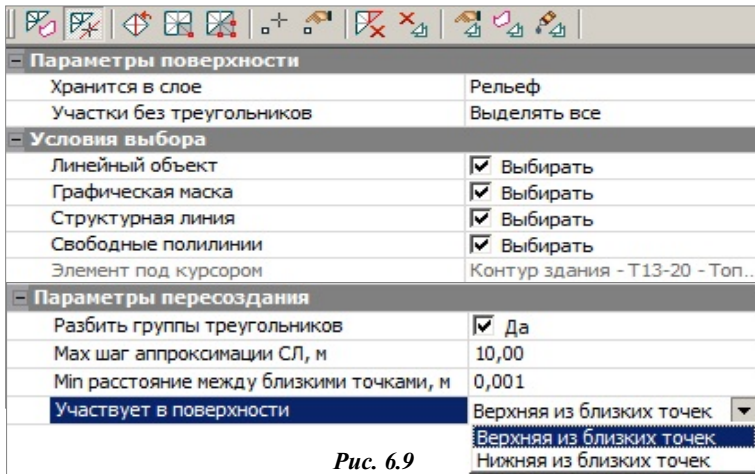 Параметры поверхности
Хранится в слое Рельеф
Участки без треугольников Выделять все
Условия выбора
Линейный объект Выбирать
Графическая маска Выбирать
Структурная линия Выбирать
Свободные полилинии Выбирать
Элемент под курсором Контур здания - Т13-20 - Топ...
Параметры пересоздания
Разбить группы треугольников Да
Max шаг аппроксимации СЛ, м 10,00
Min расстояние между близкими точками, м 0,001
Участвует в поверхности Верхняя из близких точек
Верхняя из близких точек
Нижняя из близких точек
Рис. 6.9